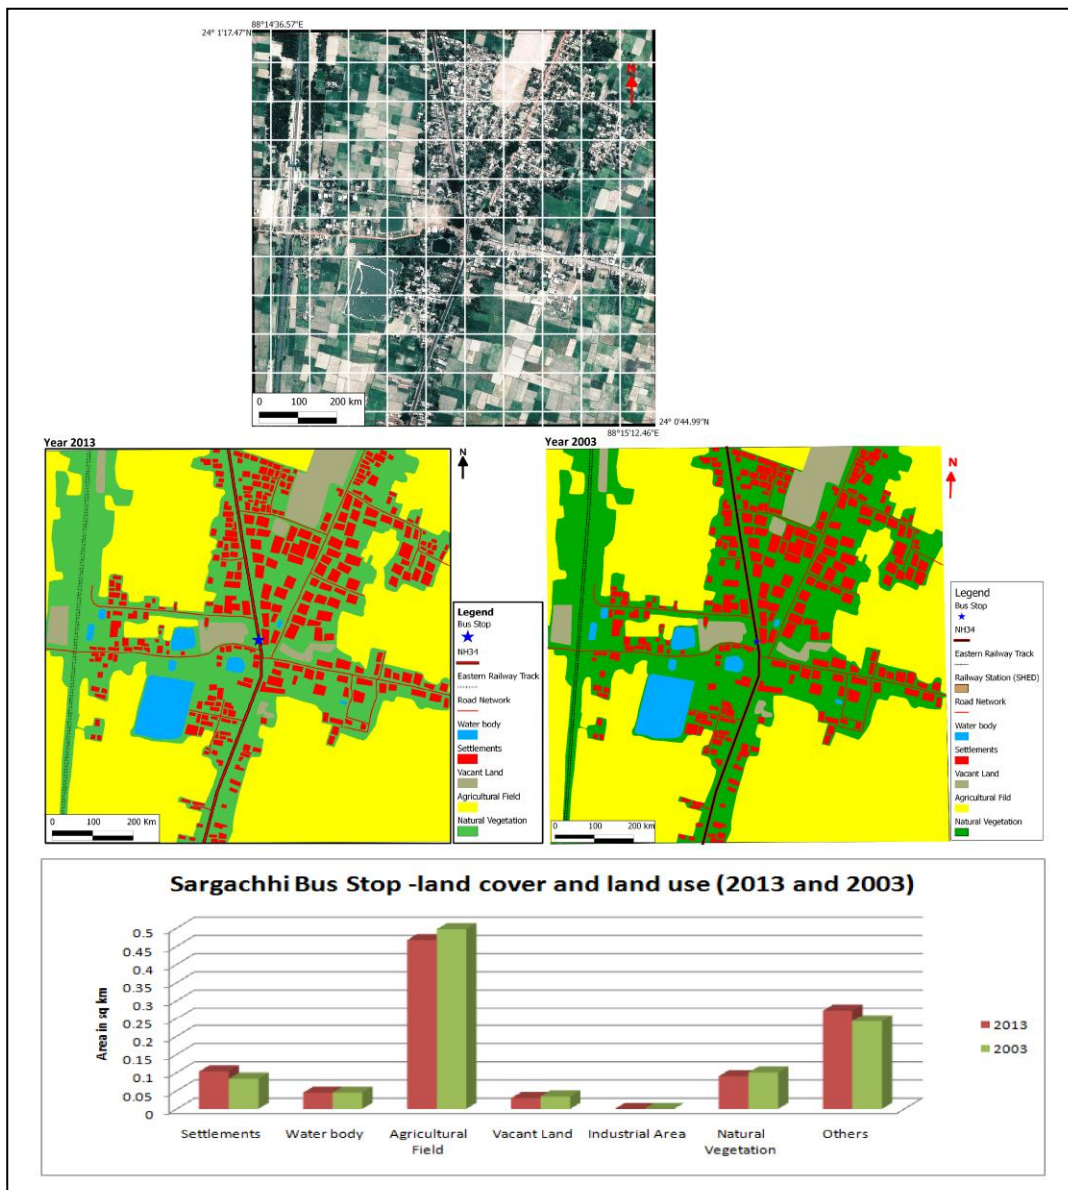 88°14'36.57"E
24° 1'17.47"N
N
0 100 200 km
24° 0'44.99"N
88°15'12.46"E
Year 2013
N
Legend
Bus Stop
NH34
Eastern Railway Track
Road Network
Water body
Settlements
Vacant Land
Agricultural Field
Natural Vegetation
0 100 200 Km
Year 2003
N
Legend
Bus Stop
NH34
Eastern Railway Track
Railway Station (SHED)
Road Network
Water body
Settlements
Vacant Land
Agricultural Fild
Natural Vegetation
0 100 200 Km
Sargachhi Bus Stop -land cover and land use (2013 and 2003)
Area in sq km
0.5
0.45
0.4
0.35
0.3
0.25
0.2
0.15
0.1
0.05
0
Settlements
Water body
Agricultural
Field
Vacant Land
Industrial Area
Natural
Vegetation
Others
2013
2003